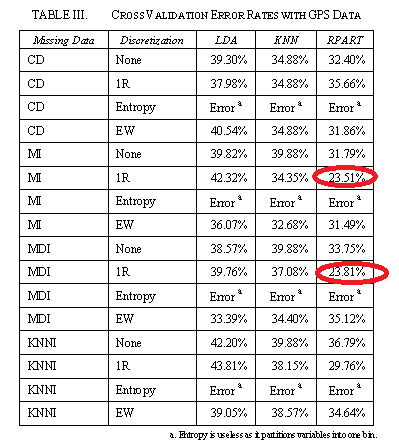 TABLE III. CROSS VALIDATION ERROR RATES WITH GPS DATA
Missing Data Discretization LDA KNN RPART
CD None 39.30% 34.88% 32.40%
CD 1R 37.98% 34.88% 35.66%
CD Entropy Error a Error a Error a
CD EW 40.54% 34.88% 31.86%
MI None 39.82% 39.88% 31.79%
MI 1R 42.32% 34.35% 23.51%
MI Entropy Error a Error a Error a
MI EW 36.07% 32.68% 31.49%
MDI None 38.57% 39.88% 33.75%
MDI 1R 39.76% 37.08% 23.81%
MDI Entropy Error a Error a Error a
MDI EW 33.39% 34.40% 35.12%
KNNI None 42.20% 39.88% 36.79%
KNNI 1R 43.81% 38.15% 29.76%
KNNI Entropy Error a Error a Error a
KNNI EW 39.05% 38.57% 34.64%
a. Entropy is useless as it partitions variables into one bin.